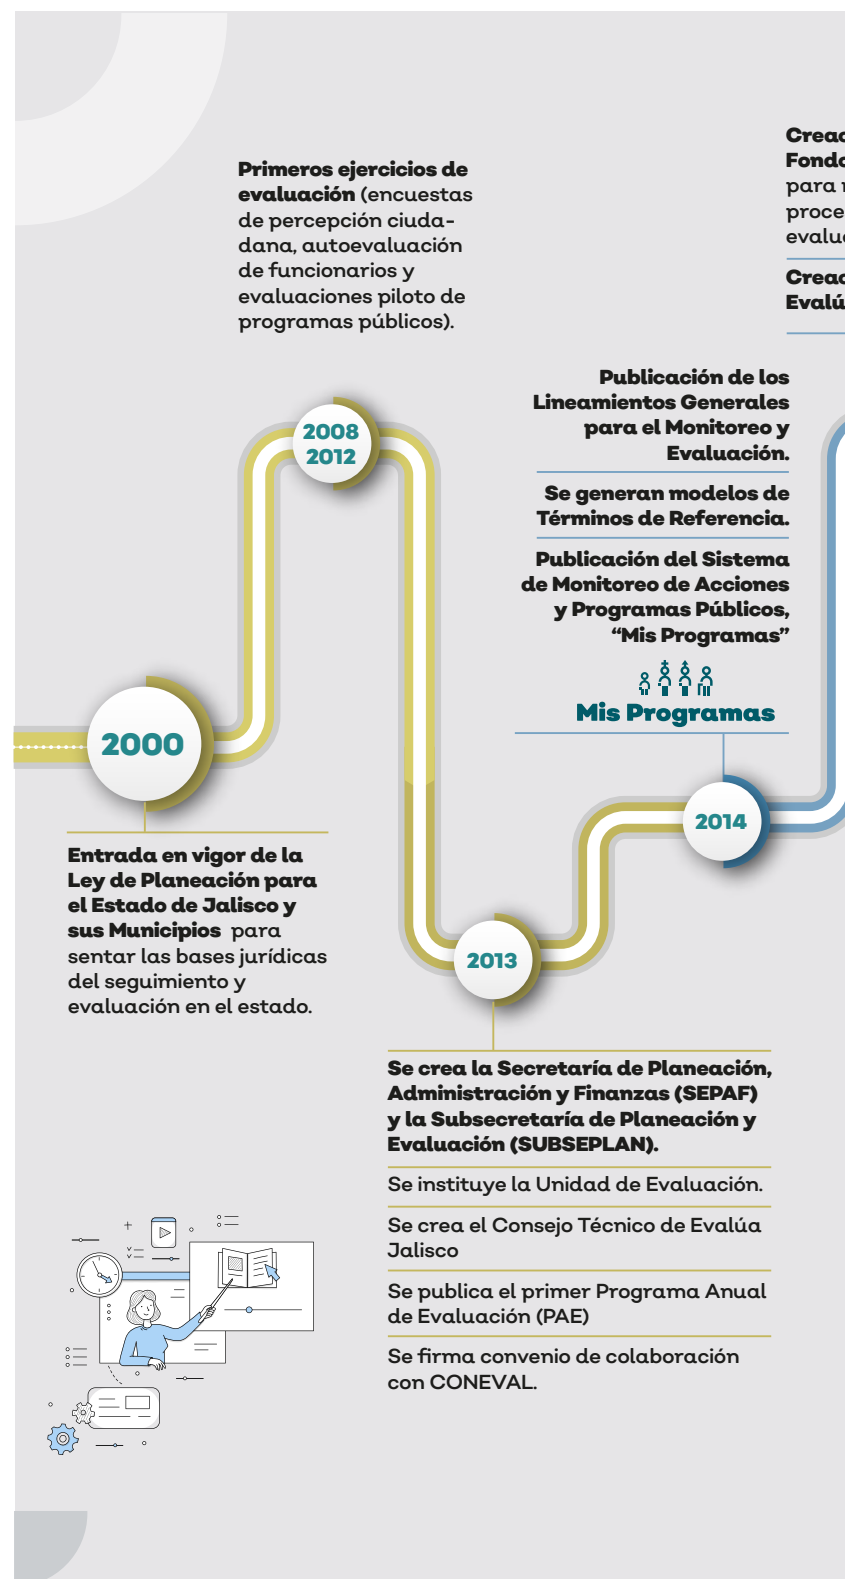 Primeros ejercicios de
evaluación (encuestas
de percepción ciuda-
dana, autoevaluación
de funcionarios y
evaluaciones piloto de
programas públicos).
2008
2012
2000
Entrada en vigor de la
Ley de Planeación para
el Estado de Jalisco y
sus Municipios para
sentar las bases jurídicas
del seguimiento y
evaluación en el estado.
2013
Se crea la Secretaría de Planeación,
Administración y Finanzas (SEPAF)
y la Subsecretaría de Planeación y
Evaluación (SUBSEPLAN).
Se instituye la Unidad de Evaluación.
Se crea el Consejo Técnico de Evalúa
Jalisco
Se publica el primer Programa Anual
de Evaluación (PAE)
Se firma convenio de colaboración
con CONEVAL.
Publicación de los
Lineamientos Generales
para el Monitoreo y
Evaluación.
Se generan modelos de
Términos de Referencia.
Publicación del Sistema
de Monitoreo de Acciones
y Programas Públicos,
“Mis Programas”
Mis Programas
2014
para